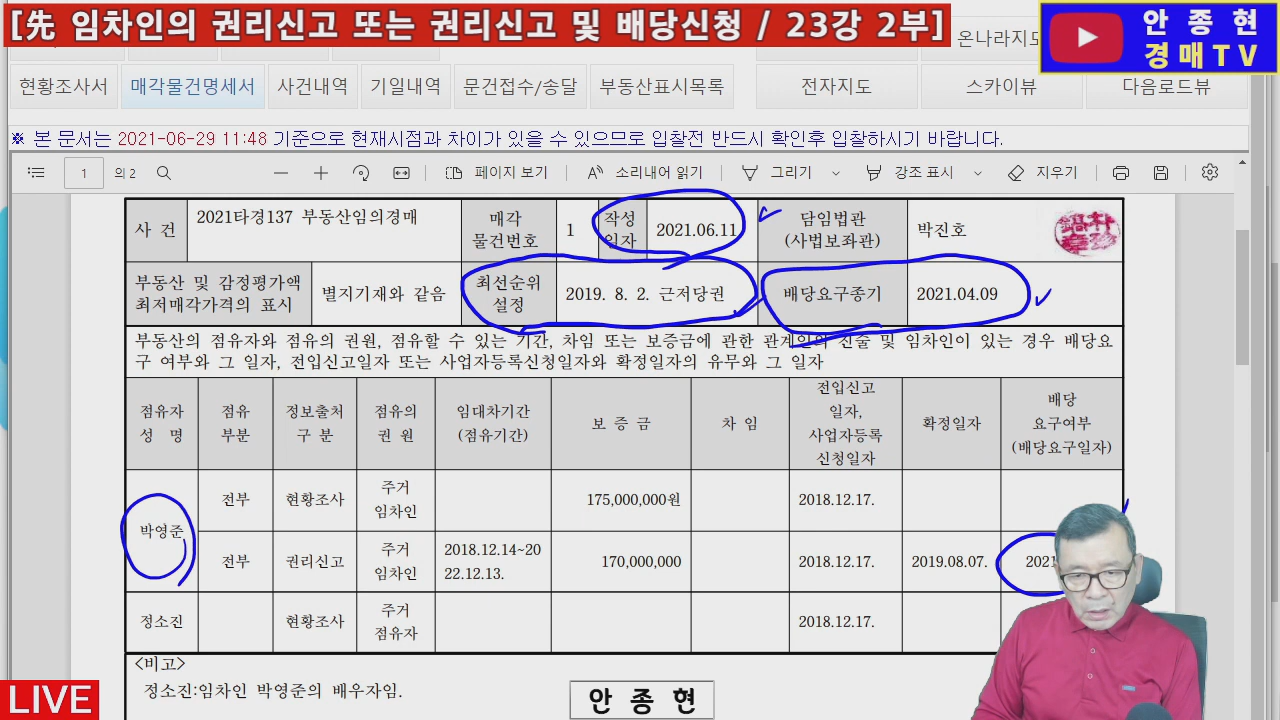 [先 임차인의 권리신고 또는 권리신고 및 배당신청 / 23강 2부]
온나라지도
안 종 현
경매TV
현황조사서 매각물건명세서 사건내역 기일내역 문건접수/송달 부동산표시목록 전자지도 스카이뷰 다음로드뷰
※ 본 문서는 2021-06-29 11:48 기준으로 현재시점과 차이가 있을 수 있으므로 입찰전 반드시 확인후 입찰하시기 바랍니다.
1 의 2 페이지 보기 소리내어 읽기 그리기 강조 표시 지우기
사 건 2021타경137 부동산임의경매 매각 물건번호 1 작성 일자 2021.06.11 담임법관 (사법보좌관) 박진호
부동산 및 감정평가액 최저매각가격의 표시 별지기재와 같음 최선순위 설정 2019. 8. 2. 근저당권 배당요구종기 2021.04.09
부동산의 점유자와 점유의 권원, 점유할 수 있는 기간, 차임 또는 보증금에 관한 관계인의 진술 및 임차인이 있는 경우 배당요
구 여부와 그 일자, 전입신고일자 또는 사업자등록신청일자와 확정일자의 유무와 그 일자
점유자 성 명 점유 부분 정보출처 구 분 점유의 권 원 임대차기간 (점유기간) 보 증 금 차 임 전입신고 일자, 사업자등록 신청일자 확정일자 배당 요구여부 (배당요구일자)
박영준 전부 현황조사 주거 임차인 175,000,000원 2018.12.17.
전부 권리신고 주거 임차인 2018.12.14~20 22.12.13. 170,000,000 2018.12.17. 2019.08.07. 2021
정소진 현황조사 주거 점유자 2018.12.17.
<비고>
정소진:임차인 박영준의 배우자임.
LIVE
안 종 현